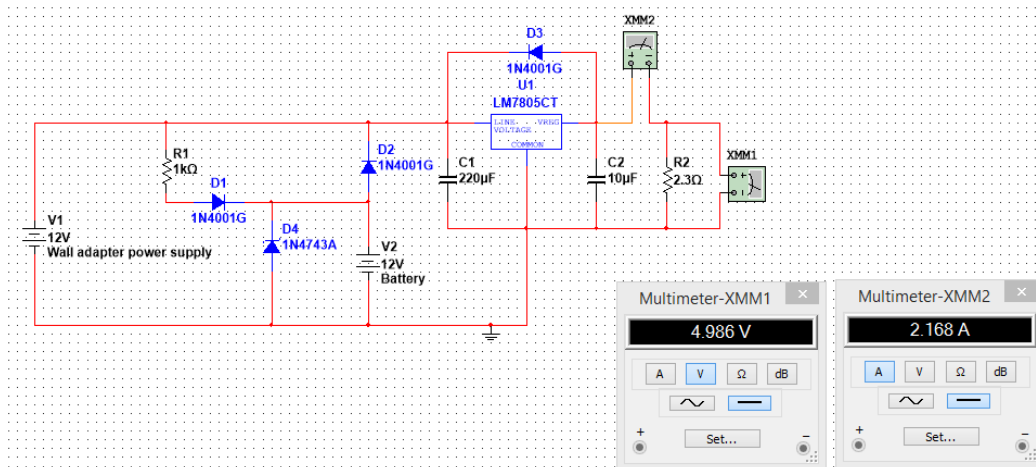 XMM2
D3
1N4001G
U1
LM7805CT
LINE VREG
VOLTAGE
COMMON
R1
1kΩ
D2
1N4001G
C1
220µF
C2
10µF
R2
2.3Ω
XMM1
D1
1N4001G
V1
12V
Wall adapter power supply
D4
1N4743A
V2
12V
Battery
Multimeter-XMM1
4.986 V
A V Ω dB
+ −
Set...
Multimeter-XMM2
2.168 A
A V Ω dB
+ −
Set...